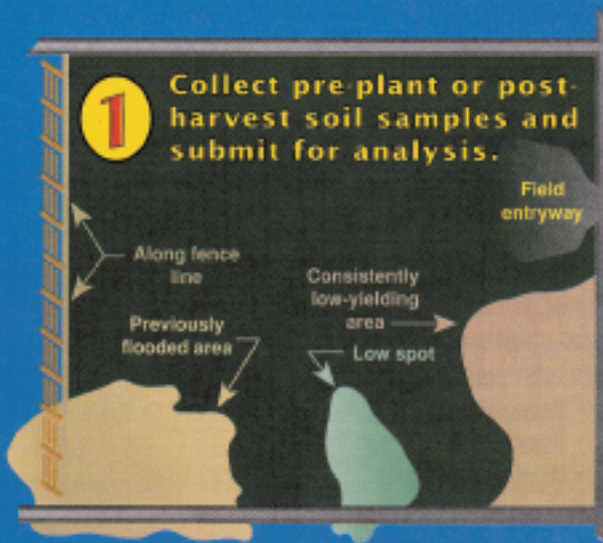 1
Collect pre-plant or post-
harvest soil samples and
submit for analysis.
Field
entryway
Along fence
line
Consistently
low-yielding
area
Previously
flooded area
Low spot